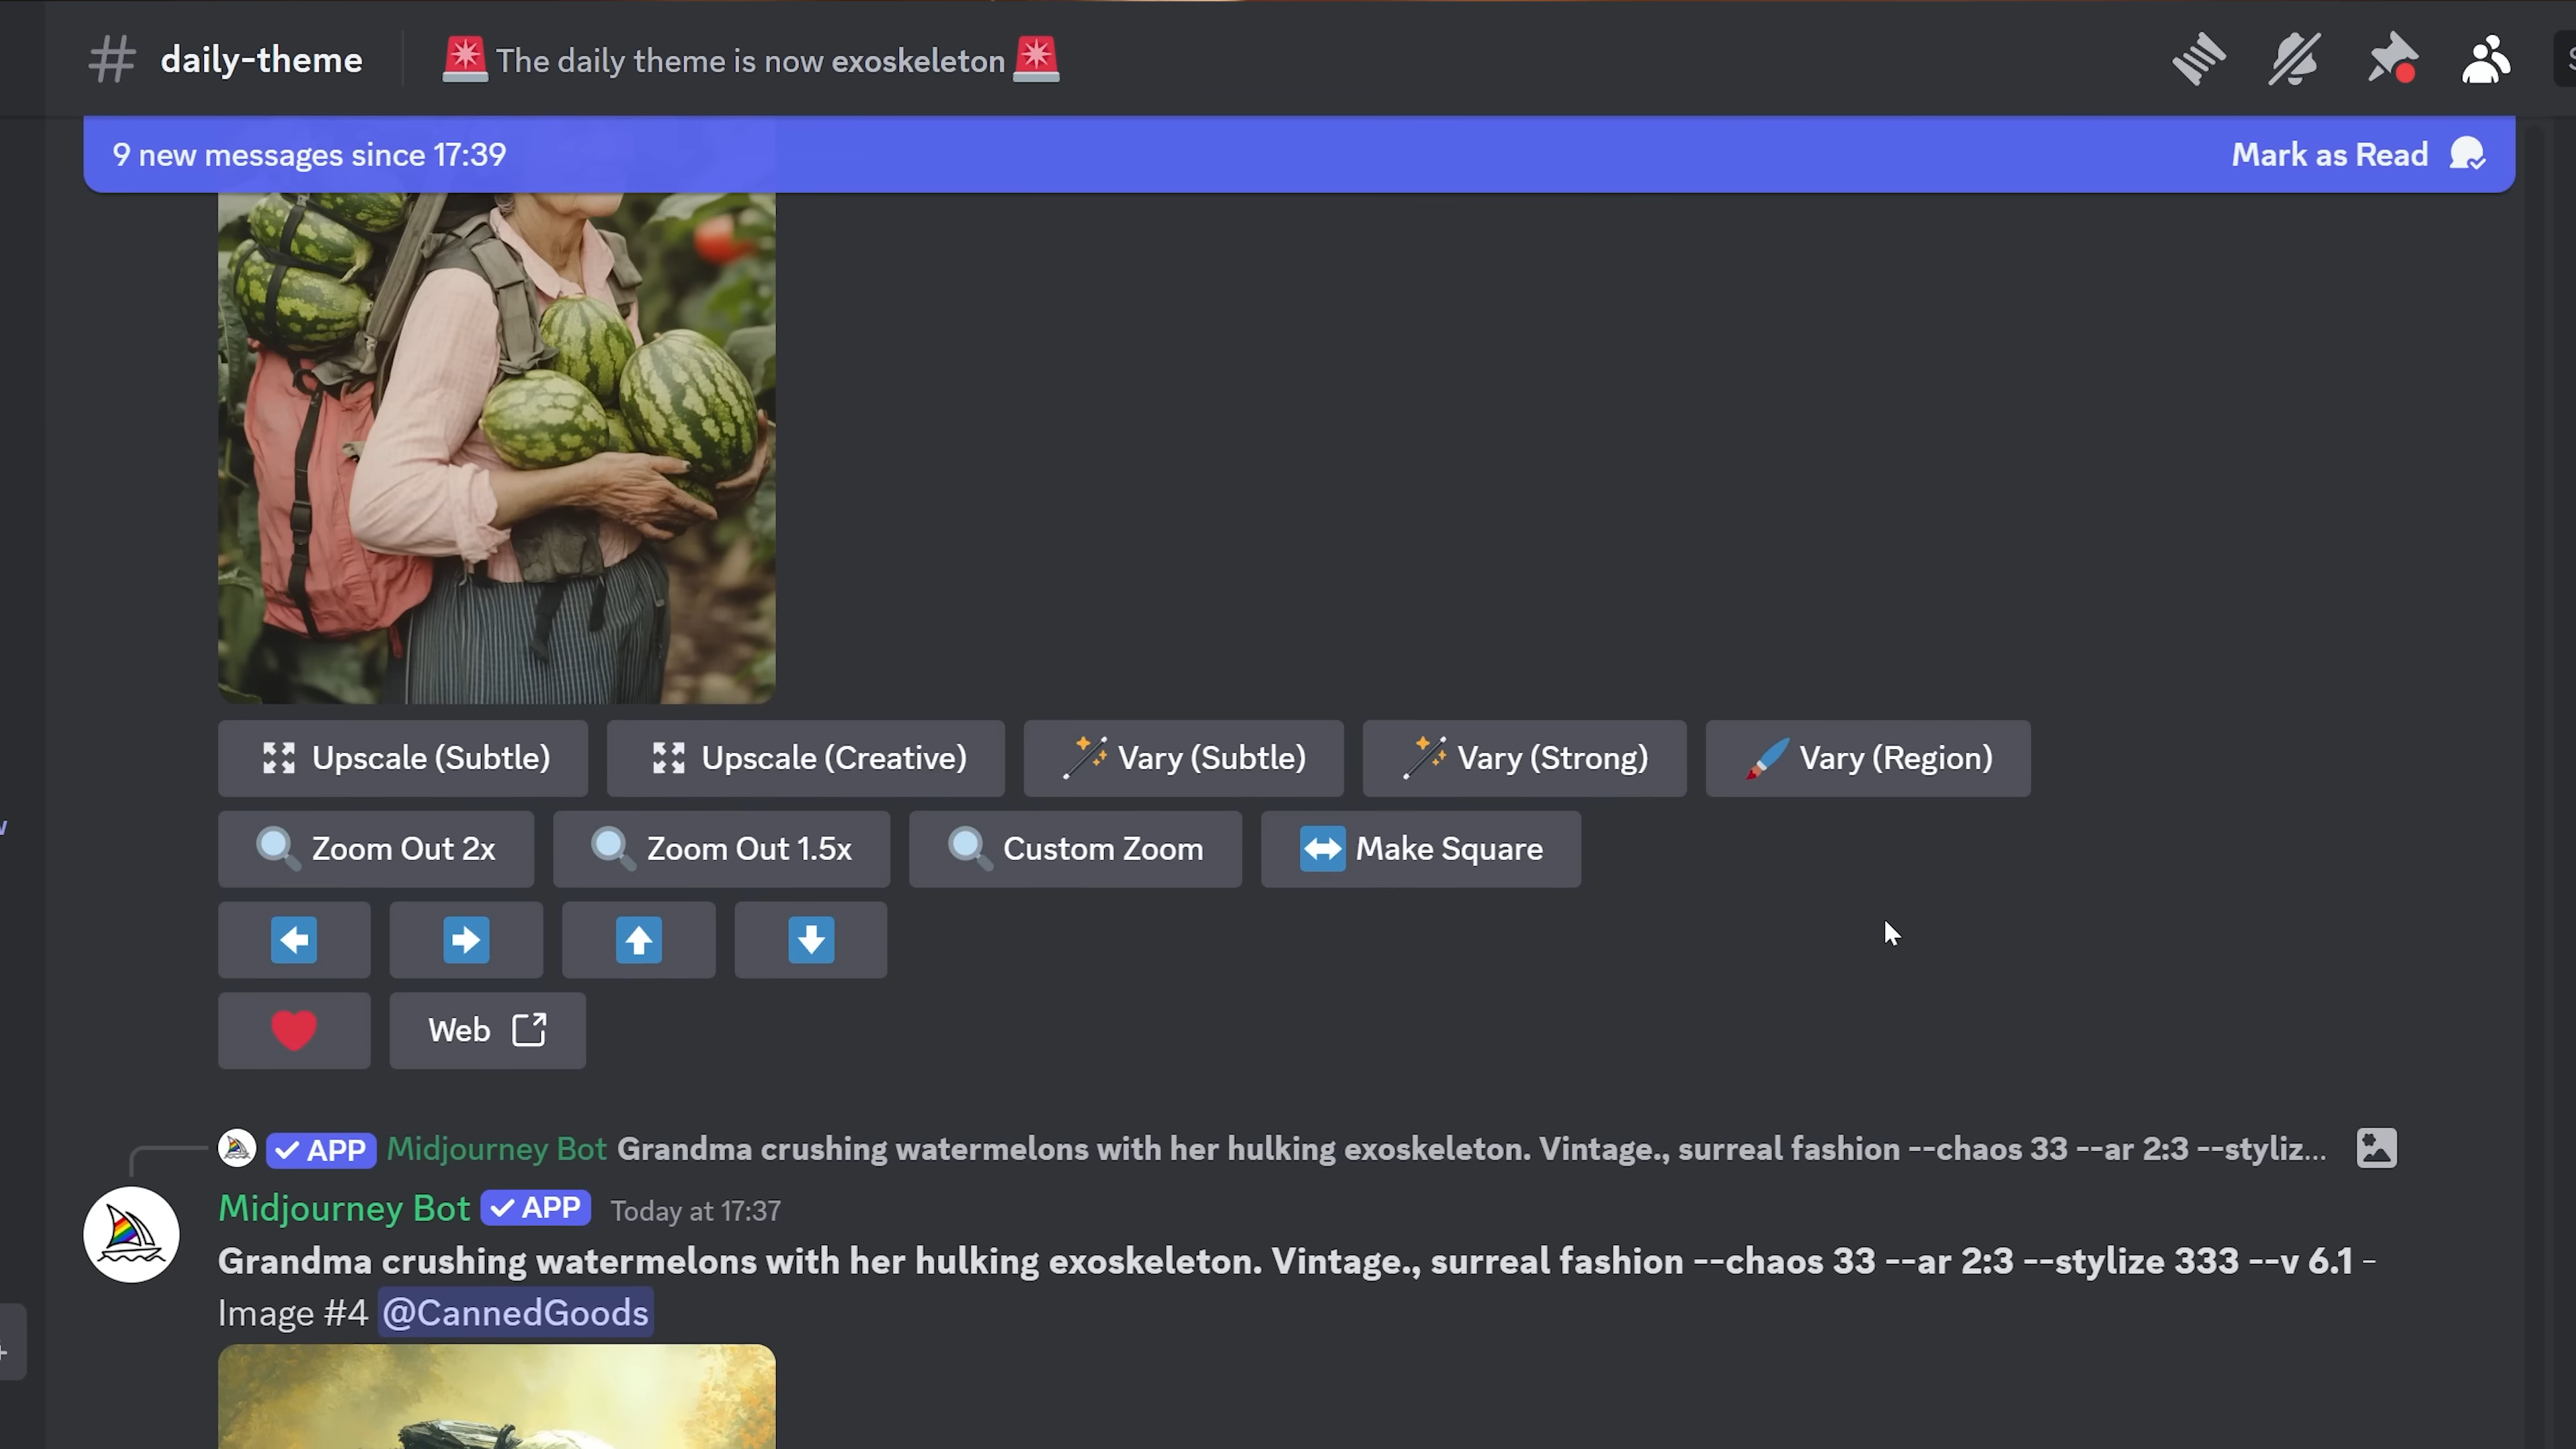 daily-theme
The daily theme is now exoskeleton
9 new messages since 17:39
Mark as Read
Upscale (Subtle)
Upscale (Creative)
Vary (Subtle)
Vary (Strong)
Vary (Region)
Zoom Out 2x
Zoom Out 1.5x
Custom Zoom
Make Square
Web
APP Midjourney Bot Grandma crushing watermelons with her hulking exoskeleton. Vintage., surreal fashion --chaos 33 --ar 2:3 --styliz...
Midjourney Bot APP Today at 17:37
Grandma crushing watermelons with her hulking exoskeleton. Vintage., surreal fashion --chaos 33 --ar 2:3 --stylize 333 --v 6.1 -
Image #4 @CannedGoods